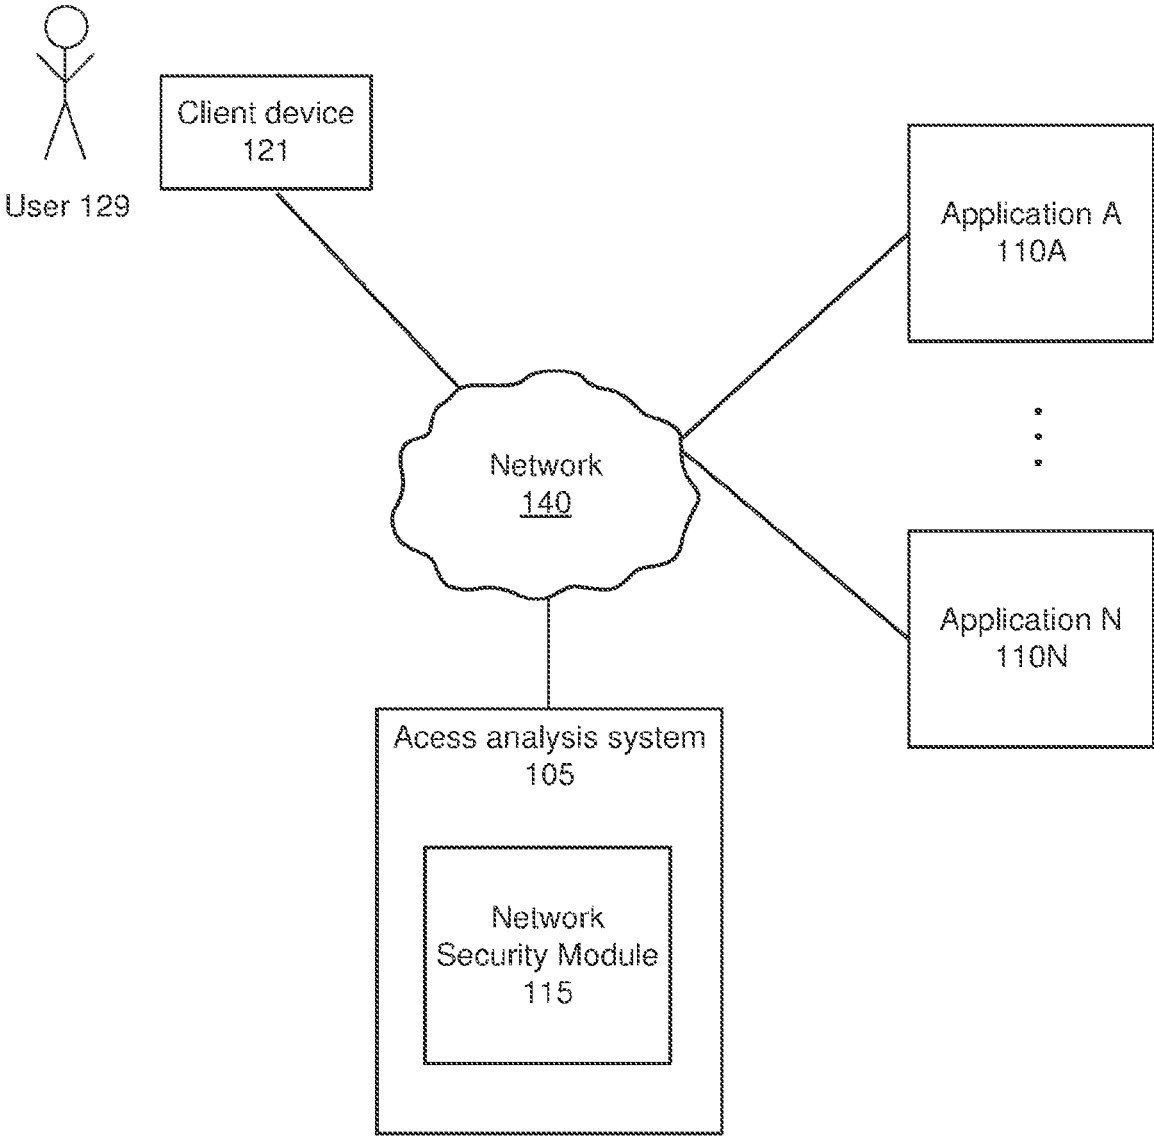 Client device
121
User 129
Application A
110A
Network
140
Application N
110N
Acess analysis system
105
Network
Security Module
115